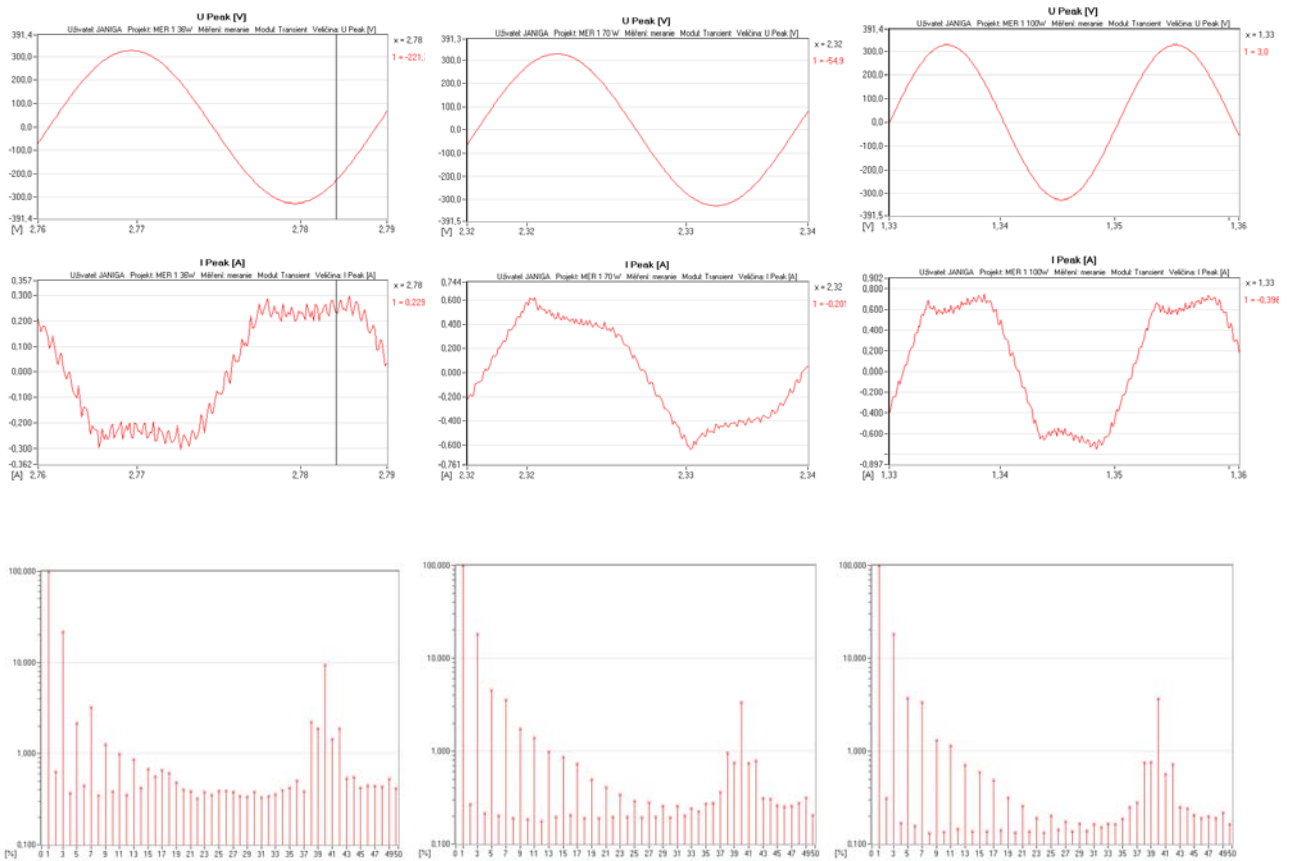 U Peak [V]
Uživatel: JANIGA Projekt: MER 1 36W Měření: meranie Modul: Transient Veličina: U Peak [V]
391,4
300,0
200,0
100,0
0,0
-100,0
-200,0
-300,0
-391,4
[V]
2,76
2,77
2,78
2,79
x = 2,78
1 = -221,
U Peak [V]
Uživatel: JANIGA Projekt: MER 1 70 W Měření: meranie Modul: Transient Veličina: U Peak [V]
391,3
300,0
200,0
100,0
0,0
-100,0
-200,0
-300,0
-391,5
[V]
2,32
2,32
2,33
2,34
x = 2,32
1 = -54,9
U Peak [V]
Uživatel: JANIGA Projekt: MER 1 100W Měření: meranie Modul: Transient Veličina: U Peak [V]
391,4
300,0
200,0
100,0
0,0
-100,0
-200,0
-300,0
-391,5
[V]
1,33
1,34
1,35
1,36
x = 1,33
1 = 3,0
I Peak [A]
Uživatel: JANIGA Projekt: MER 1 36W Měření: meranie Modul: Transient Veličina: I Peak [A]
0,357
0,300
0,200
0,100
0,000
-0,100
-0,200
-0,300
-0,362
[A]
2,76
2,77
2,78
2,79
x = 2,78
1 = 0,229
I Peak [A]
Uživatel: JANIGA Projekt: MER 1 70 W Měření: meranie Modul: Transient Veličina: I Peak [A]
0,744
0,600
0,400
0,200
0,000
-0,200
-0,400
-0,600
-0,761
[A]
2,32
2,32
2,33
2,34
x = 2,32
1 = -0,201
I Peak [A]
Uživatel: JANIGA Projekt: MER 1 100W Měření: meranie Modul: Transient Veličina: I Peak [A]
0,902
0,800
0,600
0,400
0,200
0,000
-0,200
-0,400
-0,600
-0,897
[A]
1,33
1,34
1,35
1,36
x = 1,33
1 = -0,398
100.000
10.000
1.000
0.100
[%]
0 1 3 5 7 9 11 13 15 17 19 21 23 25 27 29 31 33 35 37 39 41 43 45 47 49 50
100.000
10.000
1.000
0.100
[%]
0 1 3 5 7 9 11 13 15 17 19 21 23 25 27 29 31 33 35 37 39 41 43 45 47 49 50
100.000
10.000
1.000
0.100
[%]
0 1 3 5 7 9 11 13 15 17 19 21 23 25 27 29 31 33 35 37 39 41 43 45 47 49 50